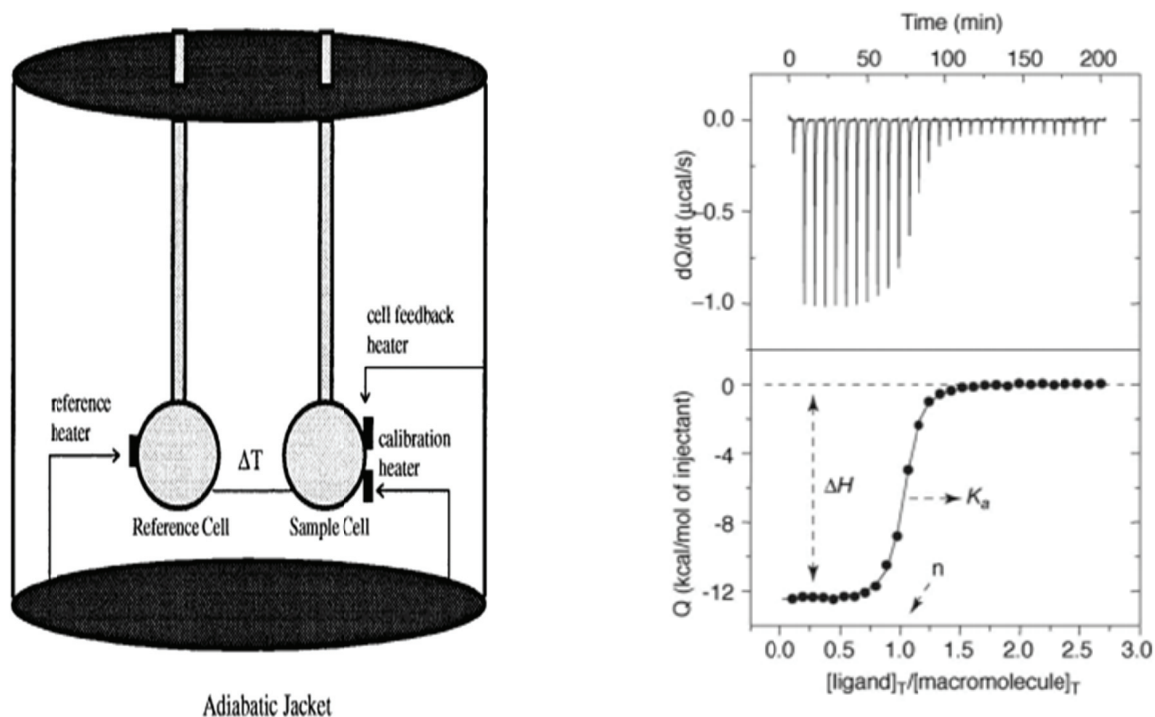 cell feedback
heater
reference
heater
calibration
heater
ΔT
Reference Cell
Sample Cell
Adiabatic Jacket
Time (min)
0 50 100 150 200
0.0
−0.5
−1.0
dQ/dt (μcal/s)
0
-4
-8
-12
Q (kcal/mol of injectant)
ΔH
Ka
n
0.0 0.5 1.0 1.5 2.0 2.5 3.0
[ligand]T/[macromolecule]T